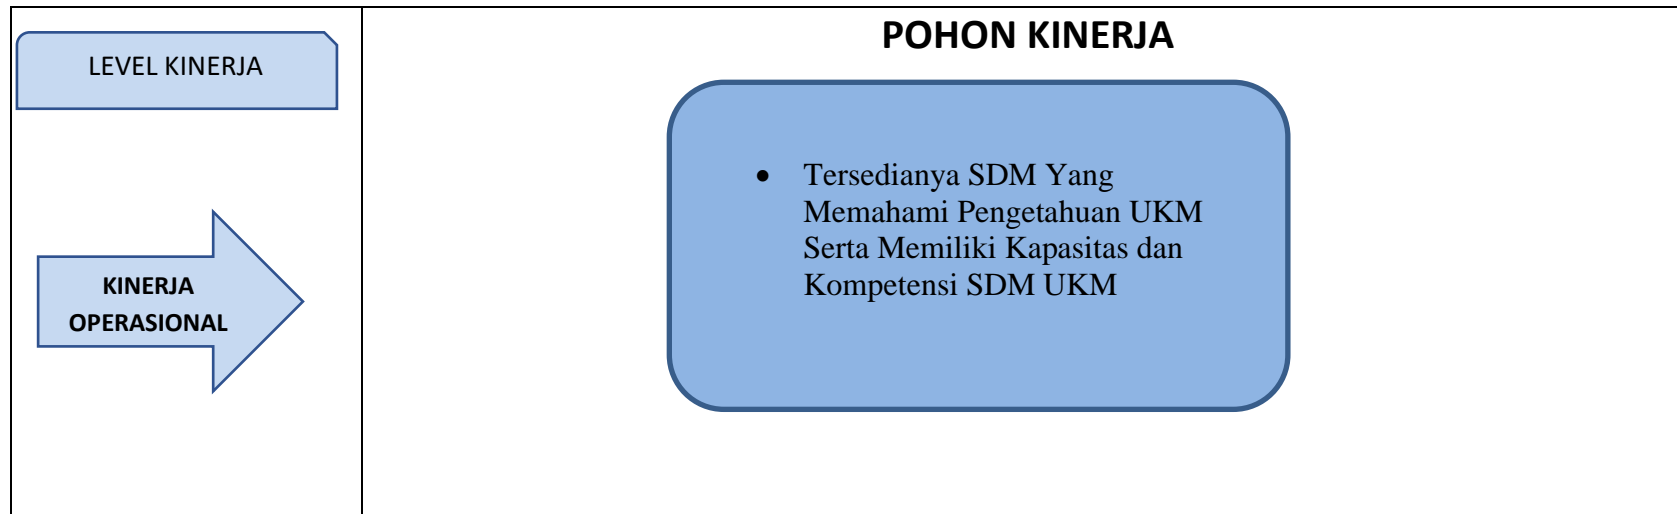 LEVEL KINERJA
POHON KINERJA
• Tersedianya SDM Yang
Memahami Pengetahuan UKM
Serta Memiliki Kapasitas dan
Kompetensi SDM UKM
KINERJA
OPERASIONAL